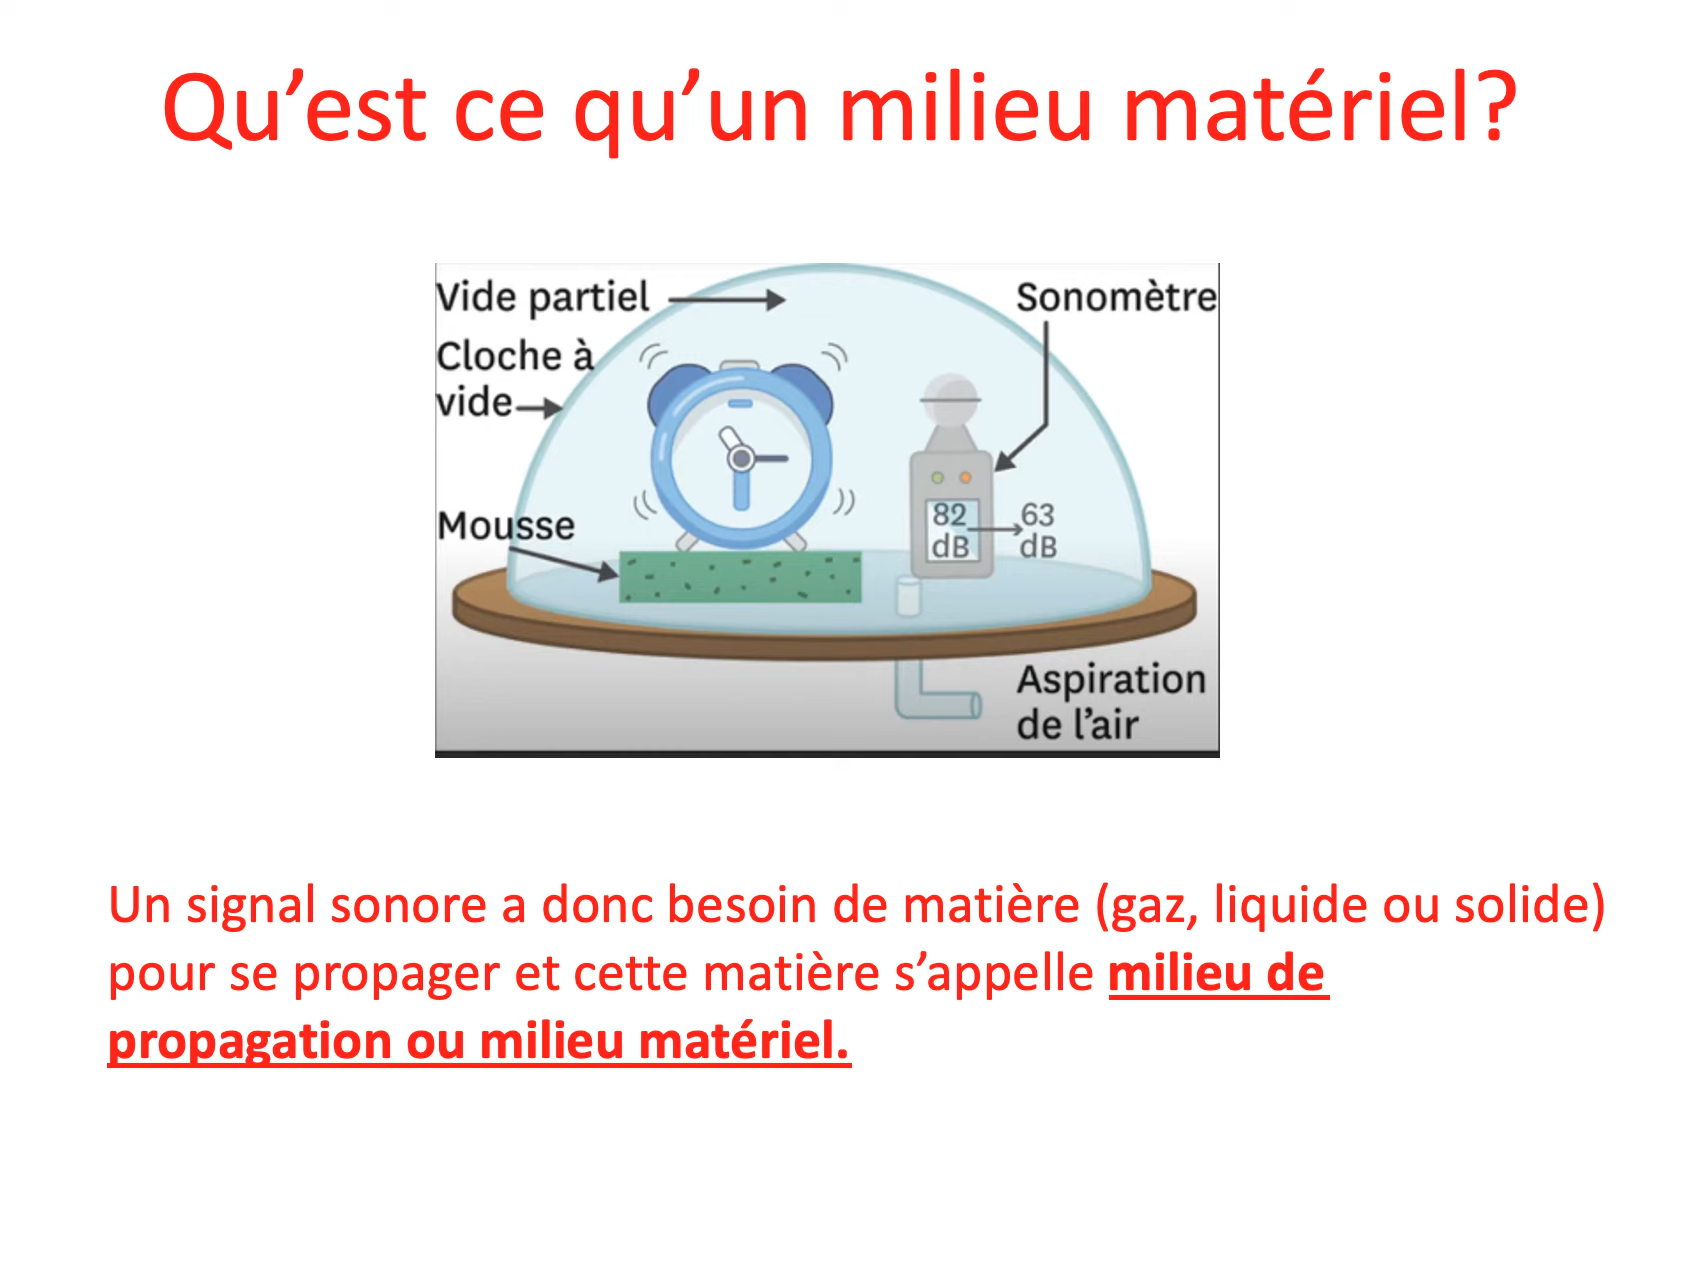 Qu’est ce qu’un milieu matériel?
Vide partiel
Sonomètre
Cloche à
vide
Mousse
82
dB
63
dB
Aspiration
de l’air
Un signal sonore a donc besoin de matière (gaz, liquide ou solide)
pour se propager et cette matière s’appelle milieu de
propagation ou milieu matériel.